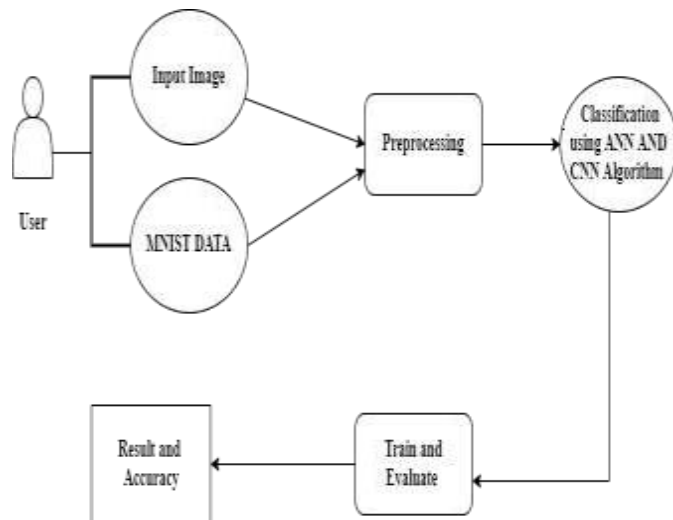 Input Image
User
MNIST DATA
Preprocessing
Classification
using ANN AND
CNN Algorithm
Train and
Evaluate
Result and
Accuracy